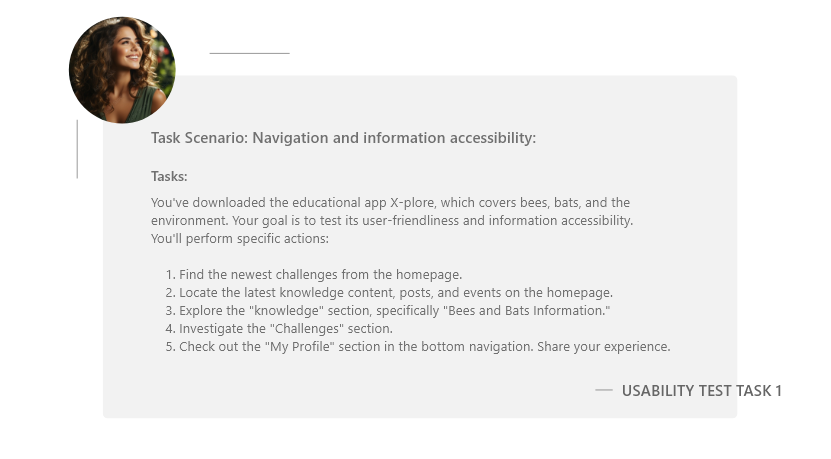 Task Scenario: Navigation and information accessibility:
Tasks:
You've downloaded the educational app X-plore, which covers bees, bats, and the
environment. Your goal is to test its user-friendliness and information accessibility.
You'll perform specific actions:
1. Find the newest challenges from the homepage.
2. Locate the latest knowledge content, posts, and events on the homepage.
3. Explore the "knowledge" section, specifically "Bees and Bats Information."
4. Investigate the "Challenges" section.
5. Check out the "My Profile" section in the bottom navigation. Share your experience.
USABILITY TEST TASK 1